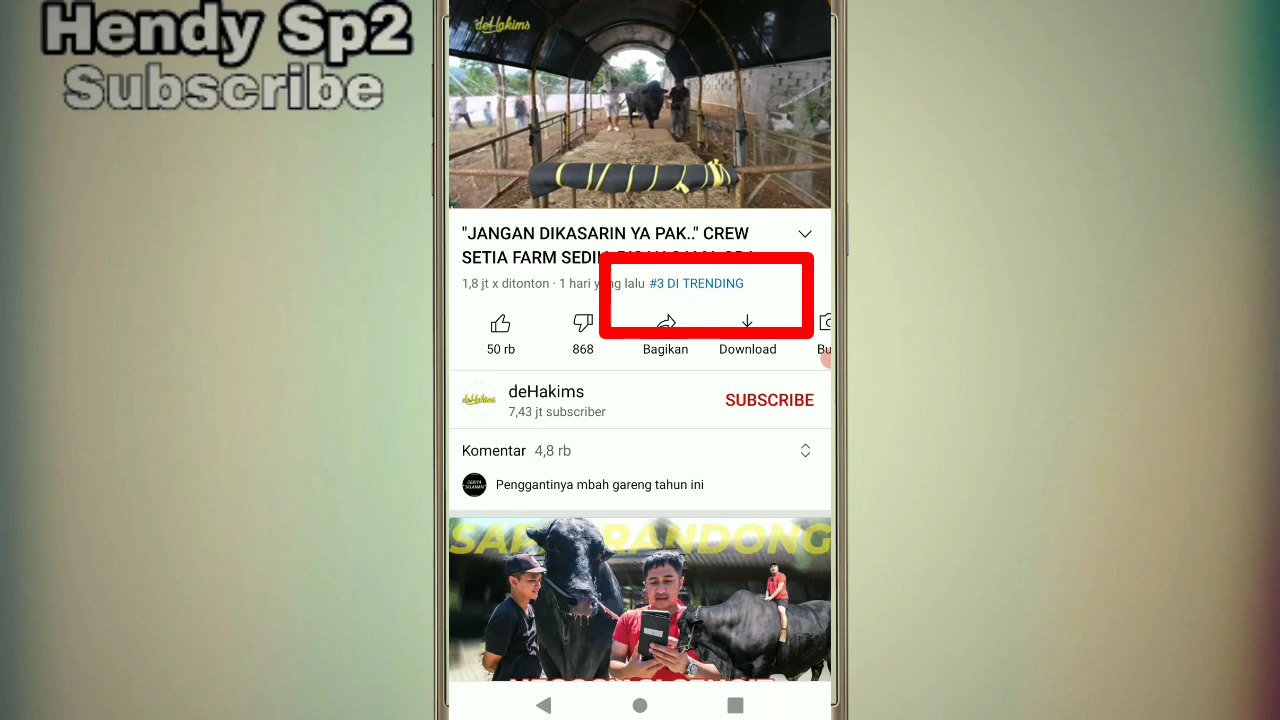 Hendy Sp2
Subscribe
deHakims
"JANGAN DIKASARIN YA PAK.." CREW
SETIA FARM
1,8 jt x ditonton · 1 hari yang lalu #3 DI TRENDING
50 rb
868
Bagikan
Download
Bu
deHakims
7,43 jt subscriber
SUBSCRIBE
Komentar 4,8 rb
Penggantinya mbah gareng tahun ini